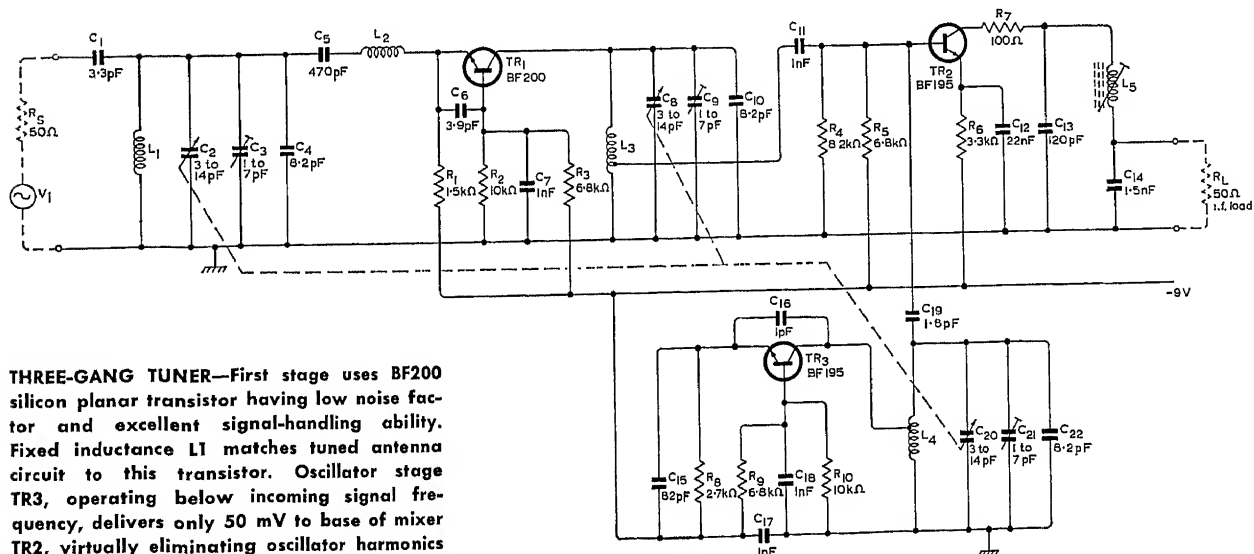 C1
3.3pF
RS
50Ω
V1
L1
C2
3 to
14pF
C3
1 to
7pF
C4
8.2pF
C5
470pF
L2
TR1
BF200
C6
3.9pF
R1
1.5kΩ
R2
10kΩ
C7
1nF
R3
6.8kΩ
L3
C8
3 to
14pF
C9
1 to
7pF
C10
8.2pF
C11
1nF
R4
8.2kΩ
R5
6.8kΩ
TR2
BF195
R7
100Ω
R6
3.3kΩ
C12
22nF
C13
120pF
L5
C14
1.5nF
RL
50Ω
i.f. load
-9V
C16
1pF
TR3
BF195
C19
1.8pF
C15
82pF
R8
2.7kΩ
R9
6.8kΩ
C18
1nF
R10
10kΩ
C17
1nF
L4
C20
3 to
14pF
C21
1 to
7pF
C22
8.2pF
THREE-GANG TUNER—First stage uses BF200
silicon planar transistor having low noise fac-
tor and excellent signal-handling ability.
Fixed inductance L1 matches tuned antenna
circuit to this transistor. Oscillator stage
TR3, operating below incoming signal fre-
quency, delivers only 50 mV to base of mixer
TR2, virtually eliminating oscillator harmonics